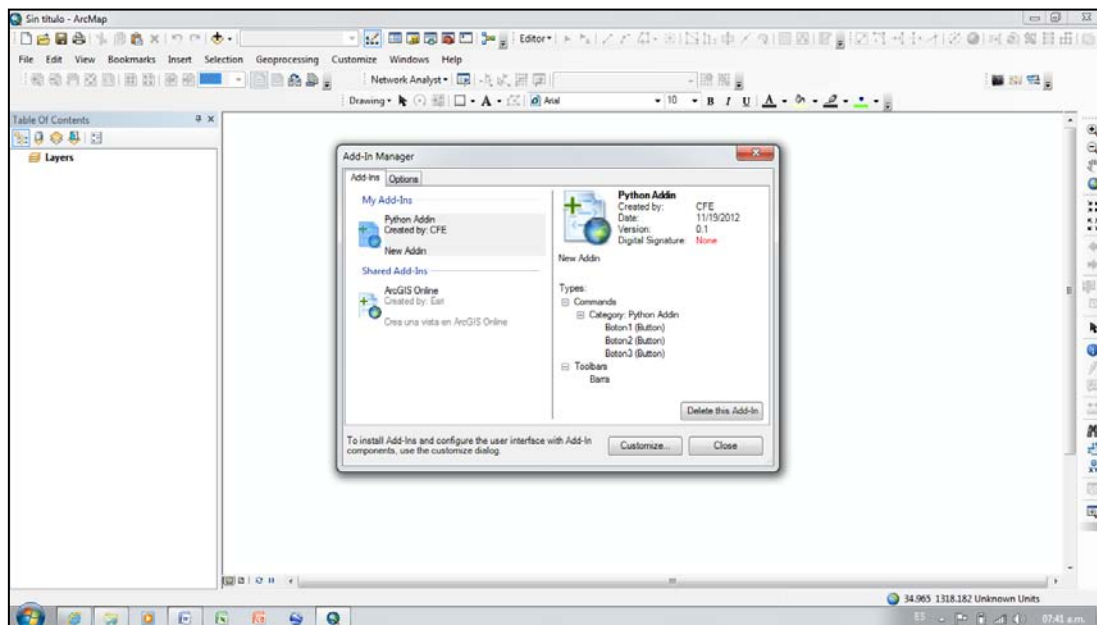 Sin título - ArcMap
Editor
File Edit View Bookmarks Insert Selection Geoprocessing Customize Windows Help
Network Analyst
Drawing A Arial 10 B I U A
Table Of Contents
Layers
Add-In Manager
Add-Ins Options
My Add-Ins
Python Addin
Created by: CFE
New Addin
Shared Add-Ins
ArcGIS Online
Created by: Esri
Crea una vista en ArcGIS Online
Python Addin
Created by: CFE
Date: 11/19/2012
Version: 0.1
Digital Signature None
New Addin
Types:
Commands
Category: Python Addin
Boton1 (Button)
Boton2 (Button)
Boton3 (Button)
Toolbars
Barra
Delete this Add-In
To install Add-Ins and configure the user interface with Add-In
components, use the customize dialog.
Customize... Close
34.965 1318.182 Unknown Units
ES 07:41 a.m.